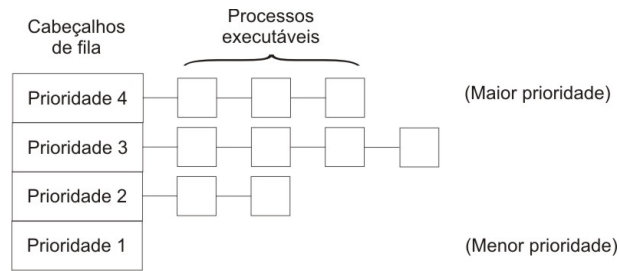 Cabeçalhos
de fila
Processos
executáveis
Prioridade 4
(Maior prioridade)
Prioridade 3
Prioridade 2
Prioridade 1
(Menor prioridade)